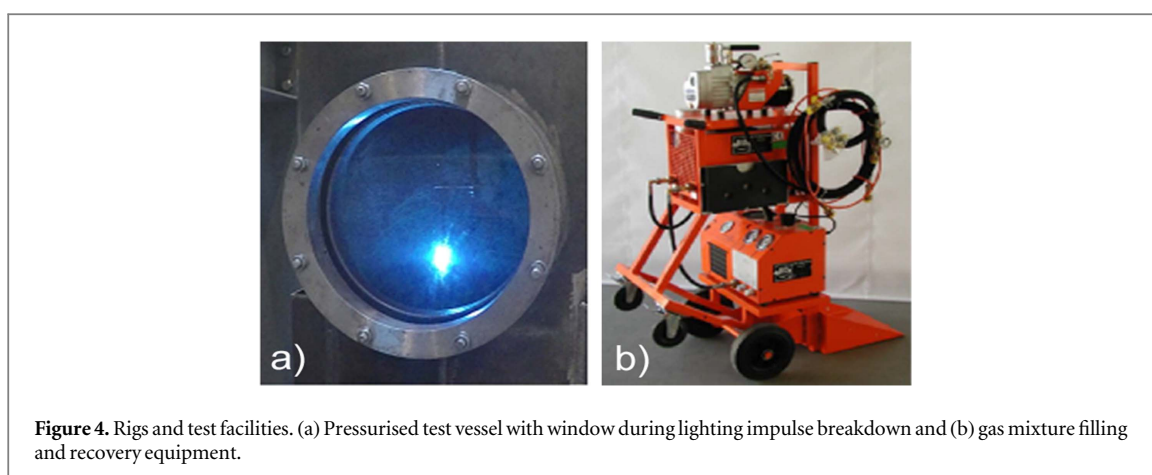 a)
b)
Figure 4. Rigs and test facilities. (a) Pressurised test vessel with window during lighting impulse breakdown and (b) gas mixture filling
and recovery equipment.